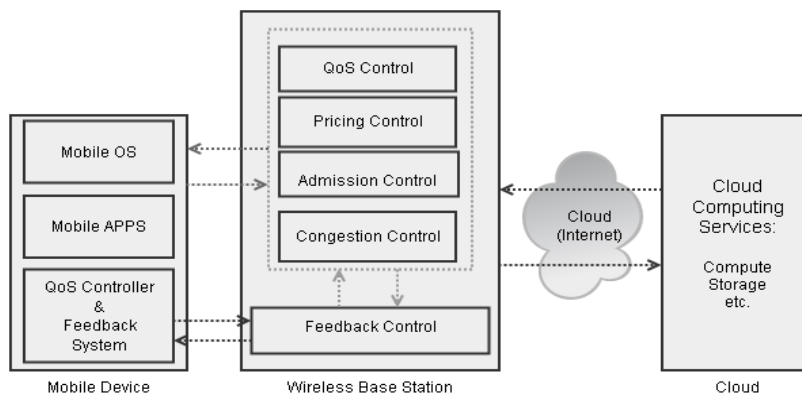 Mobile OS
Mobile APPS
QoS Controller
&
Feedback
System
Mobile Device
QoS Control
Pricing Control
Admission Control
Congestion Control
Feedback Control
Wireless Base Station
Cloud
(Internet)
Cloud
Computing
Services:
Compute
Storage
etc.
Cloud